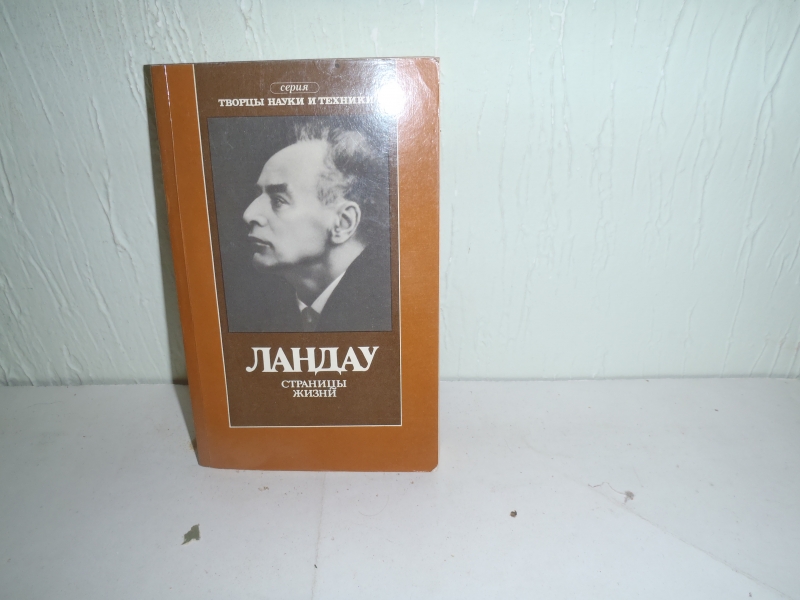 серия
ТВОРЦЫ НАУКИ И ТЕХНИКИ
ЛАНДАУ
СТРАНИЦЫ
ЖИЗНИ